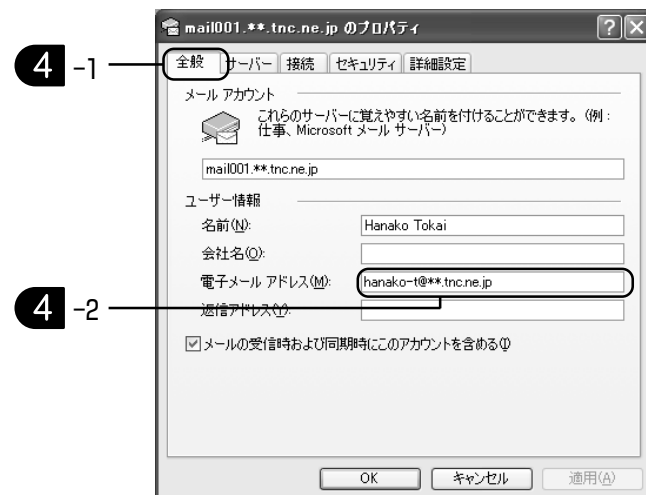 mail001.**.tnc.ne.jp のプロパティ
4 -1
全般 サーバー 接続 セキュリティ 詳細設定
メール アカウント
これらのサーバーに覚えやすい名前を付けることができます。(例 :
仕事、Microsoft メール サーバー)
mail001.**.tnc.ne.jp
ユーザー情報
名前(N): Hanako Tokai
会社名(O):
電子メール アドレス(M): hanako-t@**.tnc.ne.jp
4 -2
返信アドレス(Y):
メールの受信時および同期時にこのアカウントを含める(I)
OK キャンセル 適用(A)